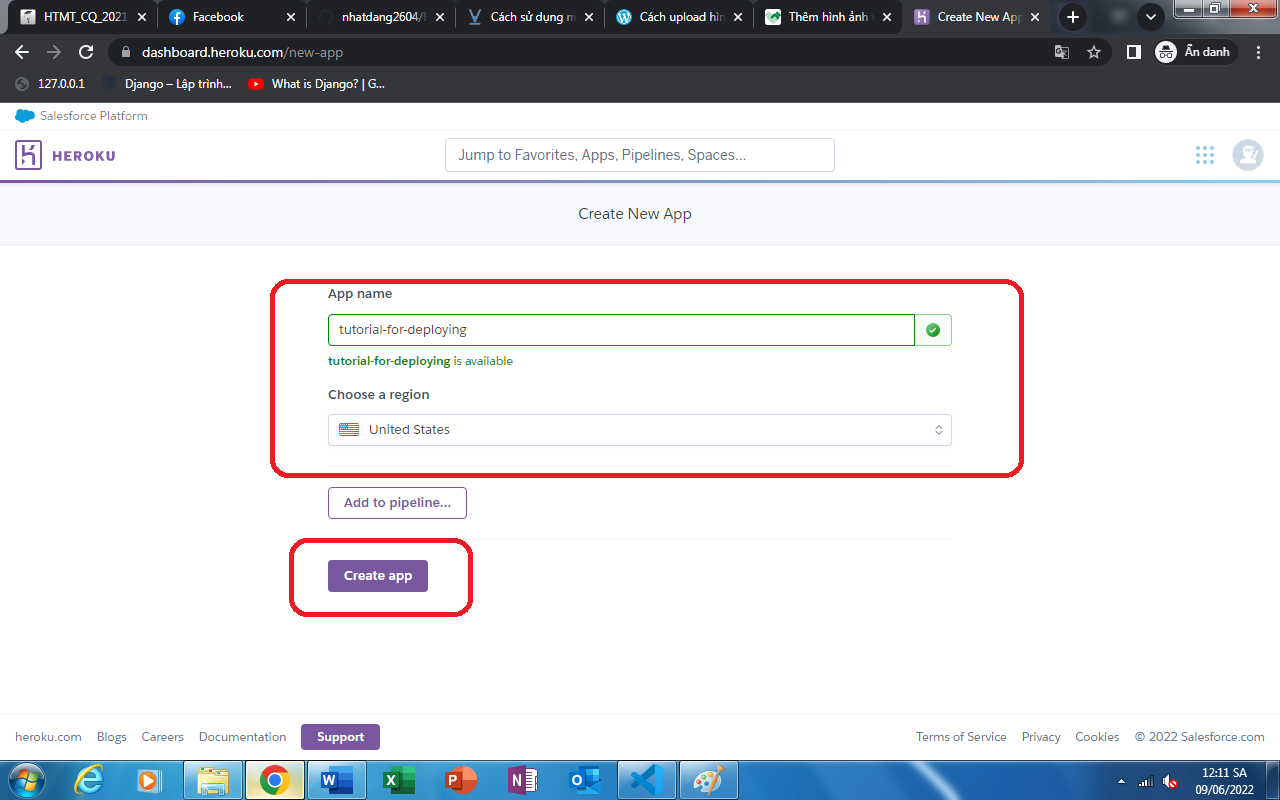 HTMT_CQ_2021
Facebook
nhatdang2604/
Cách sử dụng m
Cách upload hìn
Thêm hình ảnh
Create New App
dashboard.heroku.com/new-app
Ẩn danh
127.0.0.1
Django – Lập trình...
What is Django? | G...
Salesforce Platform
HEROKU
Jump to Favorites, Apps, Pipelines, Spaces...
Create New App
App name
tutorial-for-deploying
tutorial-for-deploying is available
Choose a region
United States
Add to pipeline...
Create app
heroku.com
Blogs
Careers
Documentation
Support
Terms of Service
Privacy
Cookies
© 2022 Salesforce.com
12:11 SA
09/06/2022